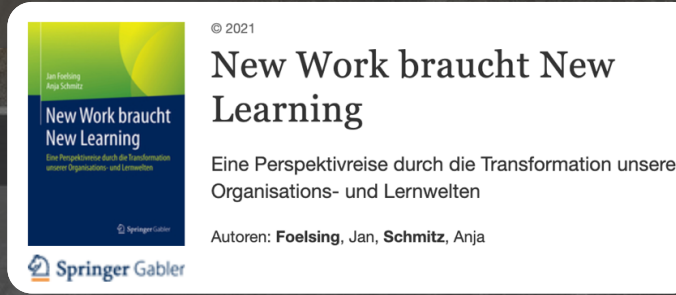 Jan Foelsing
Anja Schmitz
New Work braucht
New Learning
Eine Perspektivreise durch die Transformation
unserer Organisations- und Lernwelten
Springer Gabler
Springer Gabler
© 2021
New Work braucht New
Learning
Eine Perspektivreise durch die Transformation unsere
Organisations- und Lernwelten
Autoren: Foelsing, Jan, Schmitz, Anja